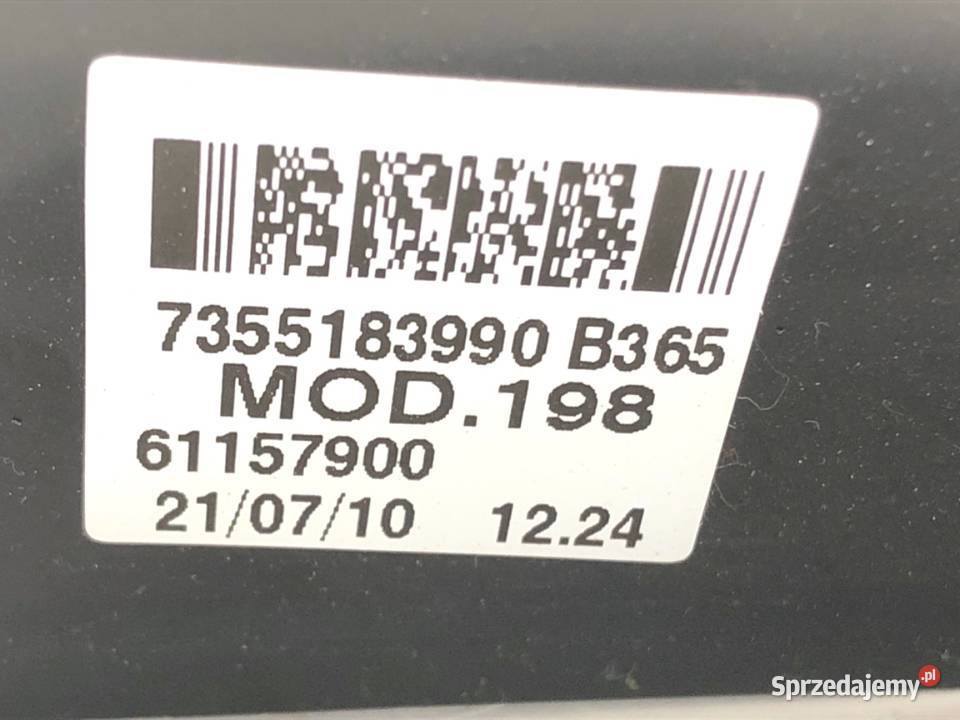 7355183990 B365
MOD.198
61157900
21/07/10 12.24
Sprzedajemy.pl